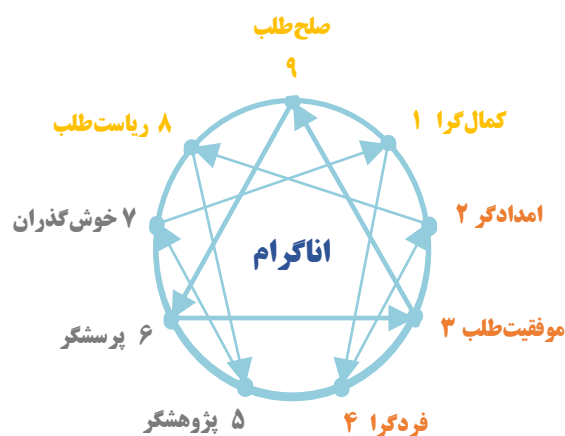 صلح‌طلب
۹
کمال‌گرا ۱
۸ ریاست‌طلب
امدادگر ۲
۷ خوش‌گذران
اناگرام
موفقیت‌طلب ۳
۶ پرسشگر
فردگرا ۴
۵ پژوهشگر